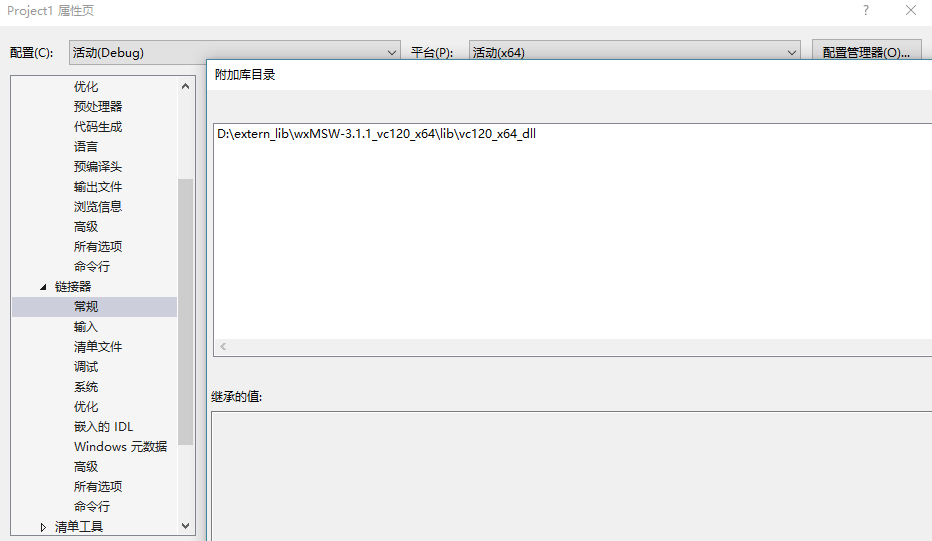 Project1 属性页
配置(C): 活动(Debug) 平台(P): 活动(x64) 配置管理器(O)...
附加库目录
D:\extern_lib\wxMSW-3.1.1_vc120_x64\lib\vc120_x64_dll
继承的值:
优化
预处理器
代码生成
语言
预编译头
输出文件
浏览信息
高级
所有选项
命令行
链接器
常规
输入
清单文件
调试
系统
优化
嵌入的 IDL
Windows 元数据
高级
所有选项
命令行
清单工具